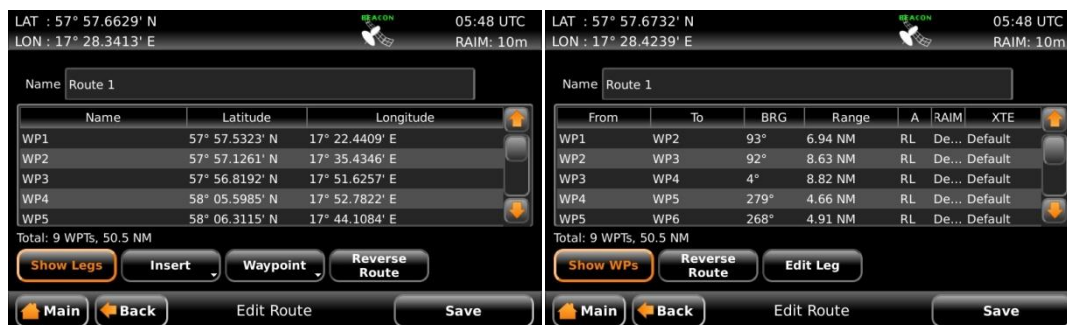 LAT : 57° 57.6629' N
BEACON
05:48 UTC
LON : 17° 28.3413' E
RAIM: 10m
Name Route 1
Name Latitude Longitude
WP1 57° 57.5323' N 17° 22.4409' E
WP2 57° 57.1261' N 17° 35.4346' E
WP3 57° 56.8192' N 17° 51.6257' E
WP4 58° 05.5985' N 17° 52.7822' E
WP5 58° 06.3115' N 17° 44.1084' E
Total: 9 WPTs, 50.5 NM
Show Legs Insert Waypoint Reverse
Route
Main Back Edit Route Save
LAT : 57° 57.6732' N
BEACON
05:48 UTC
LON : 17° 28.4239' E
RAIM: 10m
Name Route 1
From To BRG Range A RAIM XTE
WP1 WP2 93° 6.94 NM RL De... Default
WP2 WP3 92° 8.63 NM RL De... Default
WP3 WP4 4° 8.82 NM RL De... Default
WP4 WP5 279° 4.66 NM RL De... Default
WP5 WP6 268° 4.91 NM RL De... Default
Total: 9 WPTs, 50.5 NM
Show WPs Reverse
Route Edit Leg
Main Back Edit Route Save